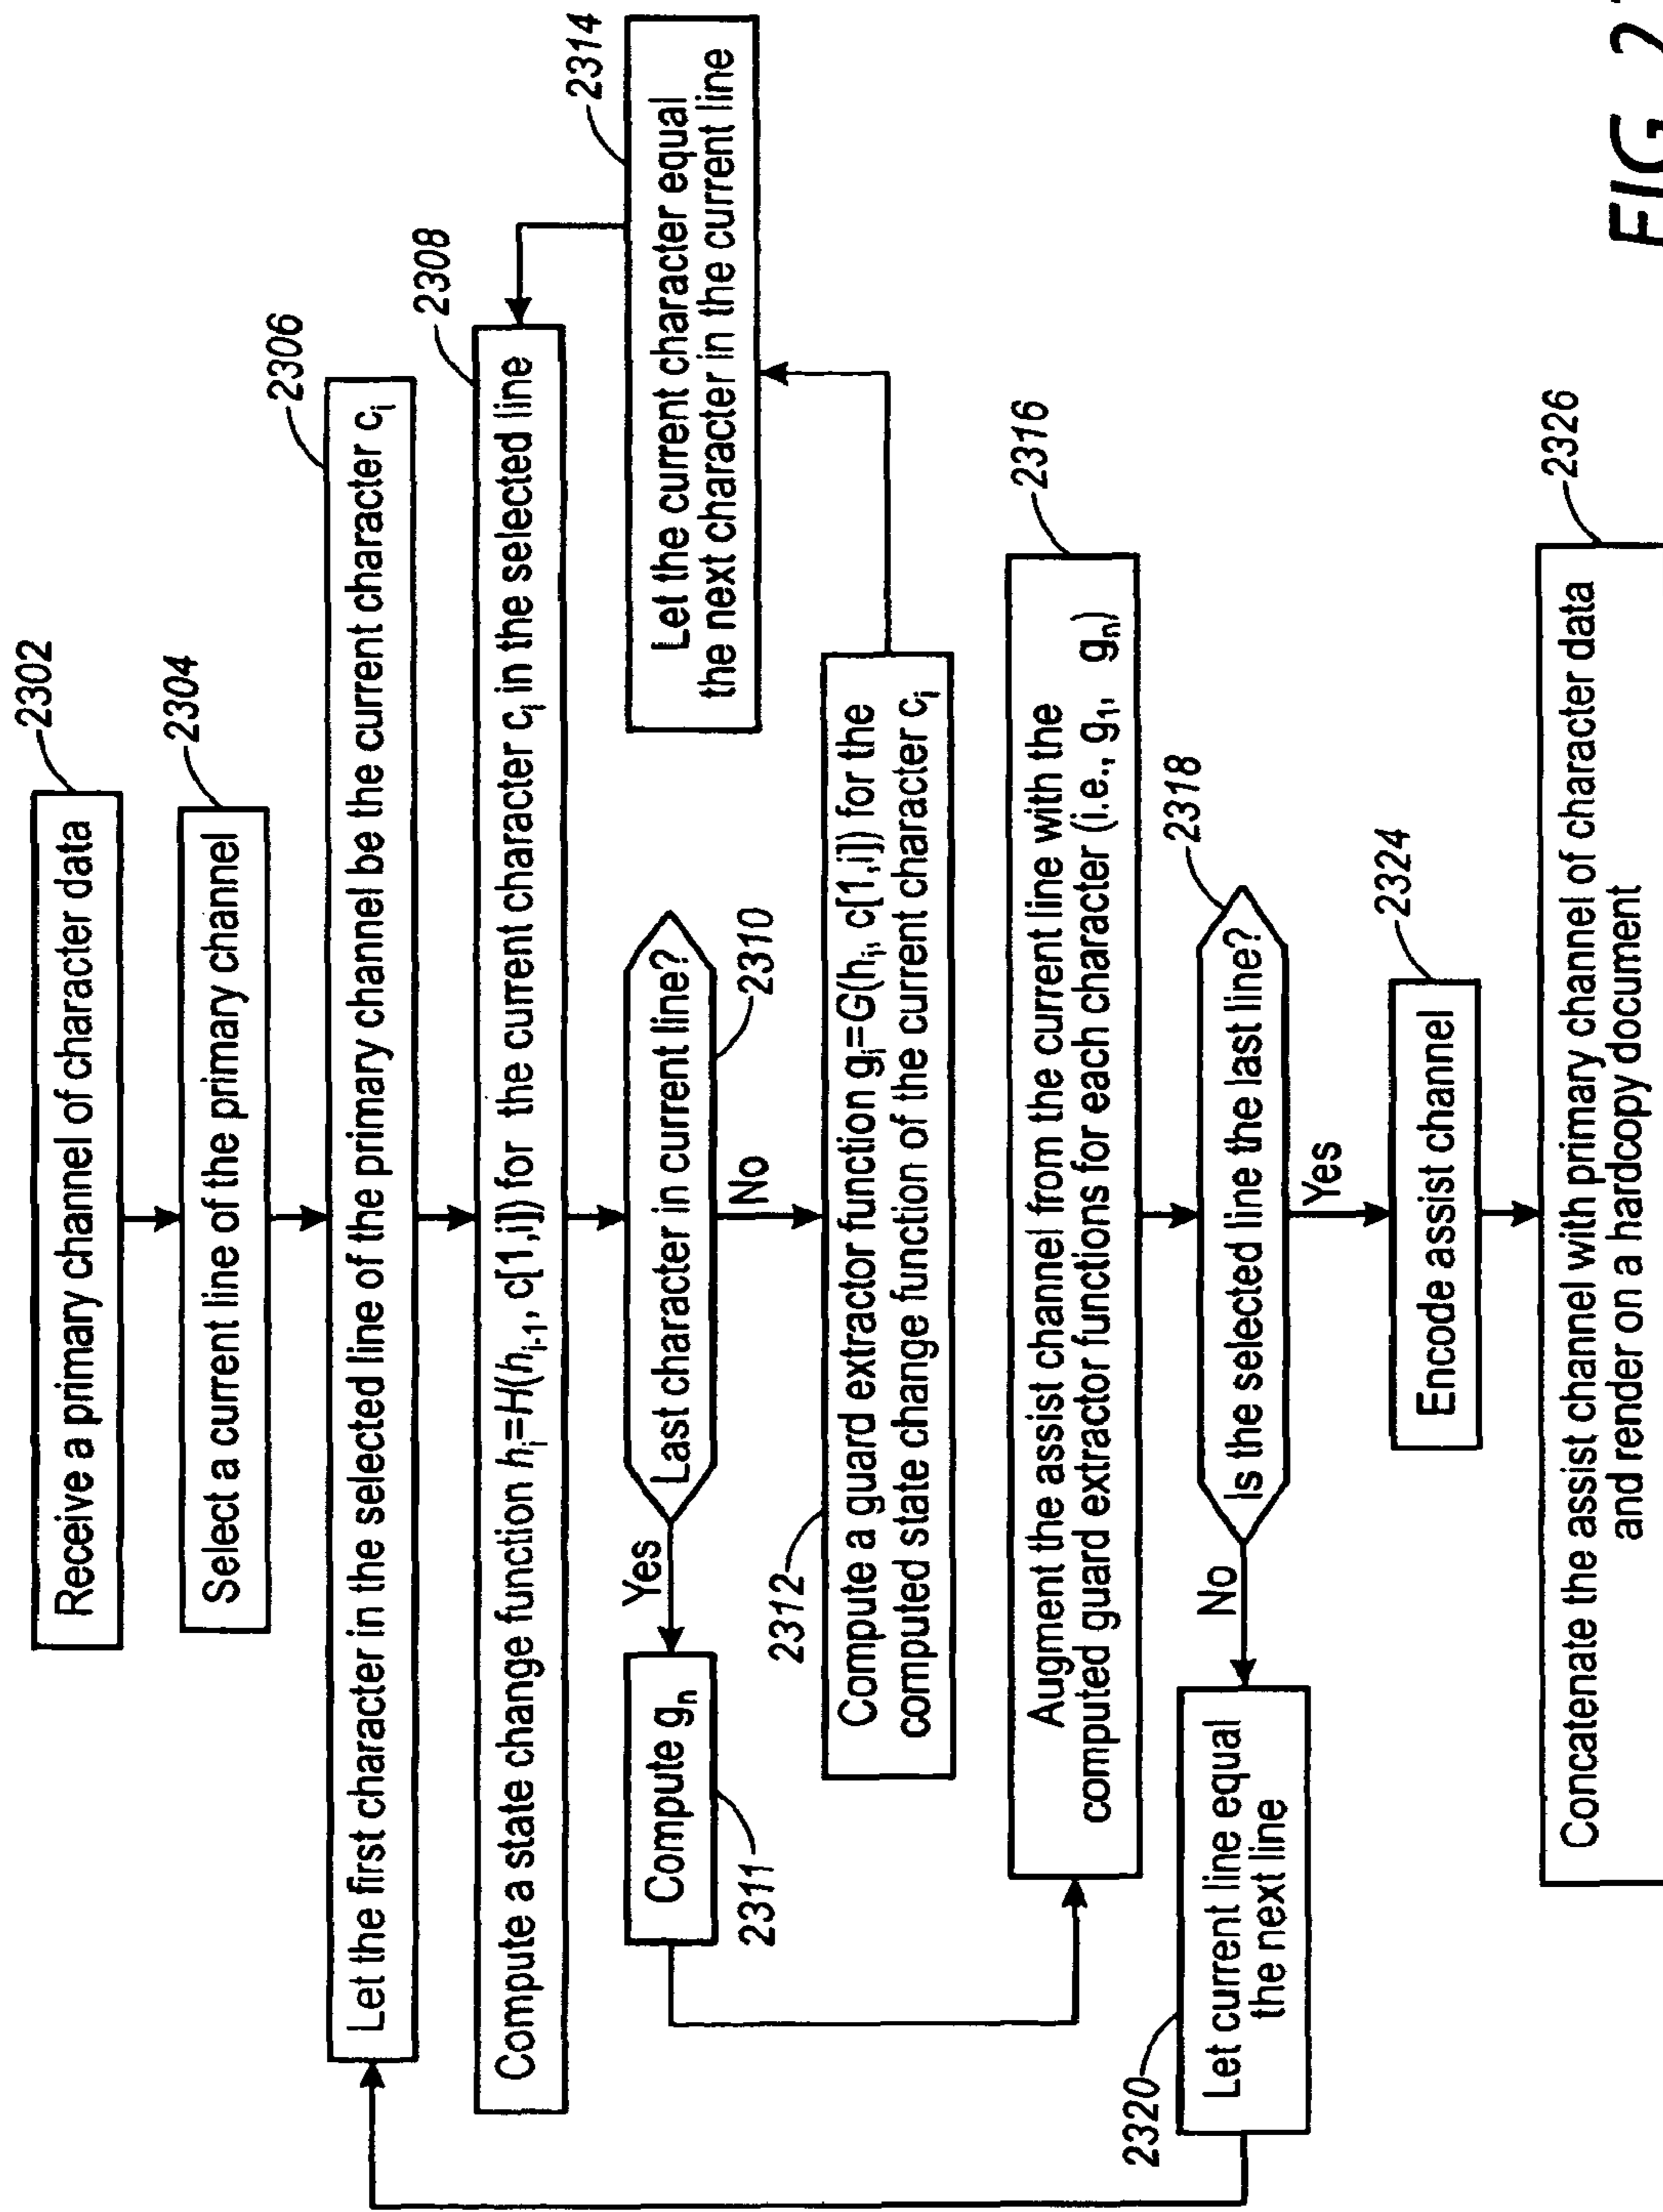 2302
Receive a primary channel of character data
2304
Select a current line of the primary channel
2306
Let the first character in the selected line of the primary channel be the current character cᵢ
2308
Compute a state change function hᵢ=H(hᵢ₋₁, c[1,i]) for the current character cᵢ in the selected line
2314
Let the current character equal
the next character in the current line
Last character in current line?
2310
Yes
No
Compute gₙ
2311
2312
Compute a guard extractor function gᵢ=G(hᵢ, c[1,i]) for the
computed state change function of the current character cᵢ
2316
Augment the assist channel from the current line with the
computed guard extractor functions for each character (i.e., g₁, gₙ)
2318
Is the selected line the last line?
No
Yes
2320
Let current line equal
the next line
2324
Encode assist channel
2326
Concatenate the assist channel with primary channel of character data
and render on a hardcopy document
FIG.